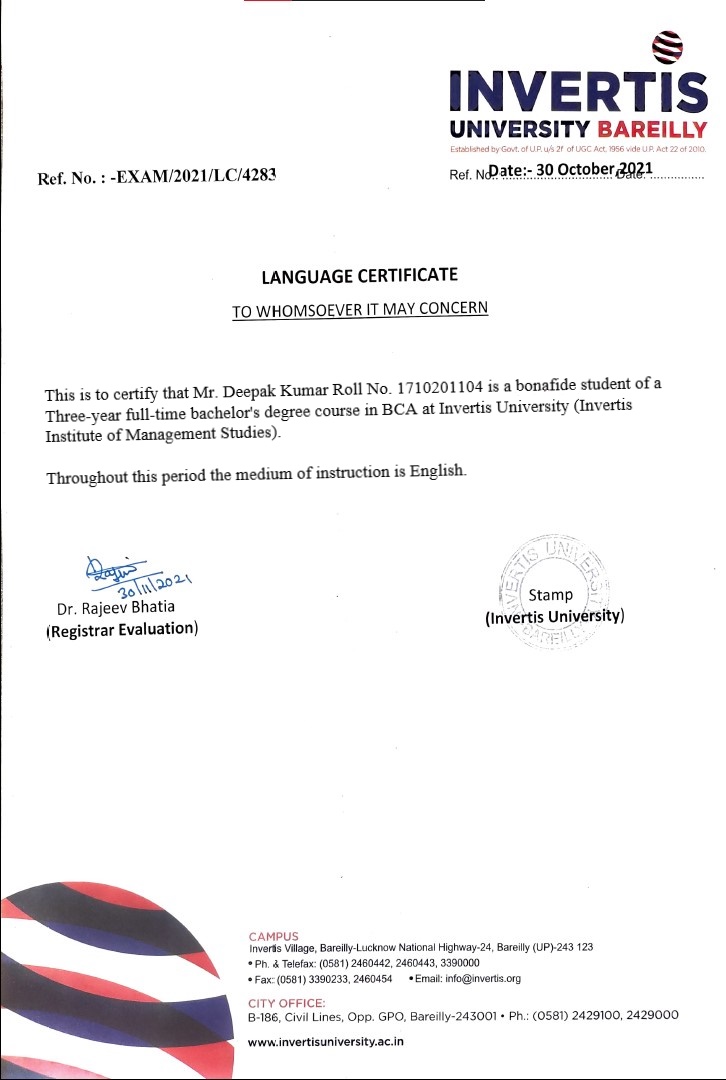 INVERTIS
UNIVERSITY BAREILLY
Established by Govt. of U.P. u/s 2f of UGC Act, 1956 vide U.P. Act 22 of 2010.
Ref. No. : -EXAM/2021/LC/4283
Ref. No. Date:- 30 October,2021 Date:
LANGUAGE CERTIFICATE
TO WHOMSOEVER IT MAY CONCERN
This is to certify that Mr. Deepak Kumar Roll No. 1710201104 is a bonafide student of a
Three-year full-time bachelor's degree course in BCA at Invertis University (Invertis
Institute of Management Studies).
Throughout this period the medium of instruction is English.
30/11/2021
Dr. Rajeev Bhatia
(Registrar Evaluation)
INVERTIS UNIVERSITY
BAREILLY
Stamp
(Invertis University)
CAMPUS
Invertis Village, Bareilly-Lucknow National Highway-24, Bareilly (UP)-243 123
• Ph. & Telefax: (0581) 2460442, 2460443, 3390000
• Fax: (0581) 3390233, 2460454 • Email: info@invertis.org
CITY OFFICE:
B-186, Civil Lines, Opp. GPO, Bareilly-243001 • Ph.: (0581) 2429100, 2429000
www.invertisuniversity.ac.in